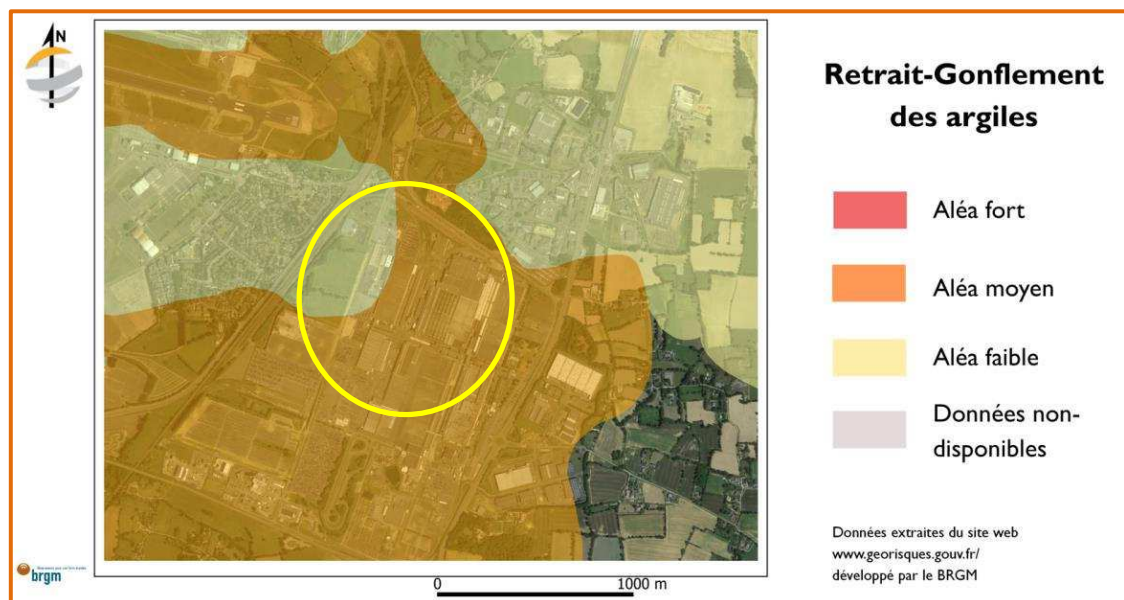 N
Retrait-Gonflement
des argiles
Aléa fort
Aléa moyen
Aléa faible
Données non-
disponibles
Données extraites du site web
www.georisques.gouv.fr/
développé par le BRGM
brgm
0 1000 m